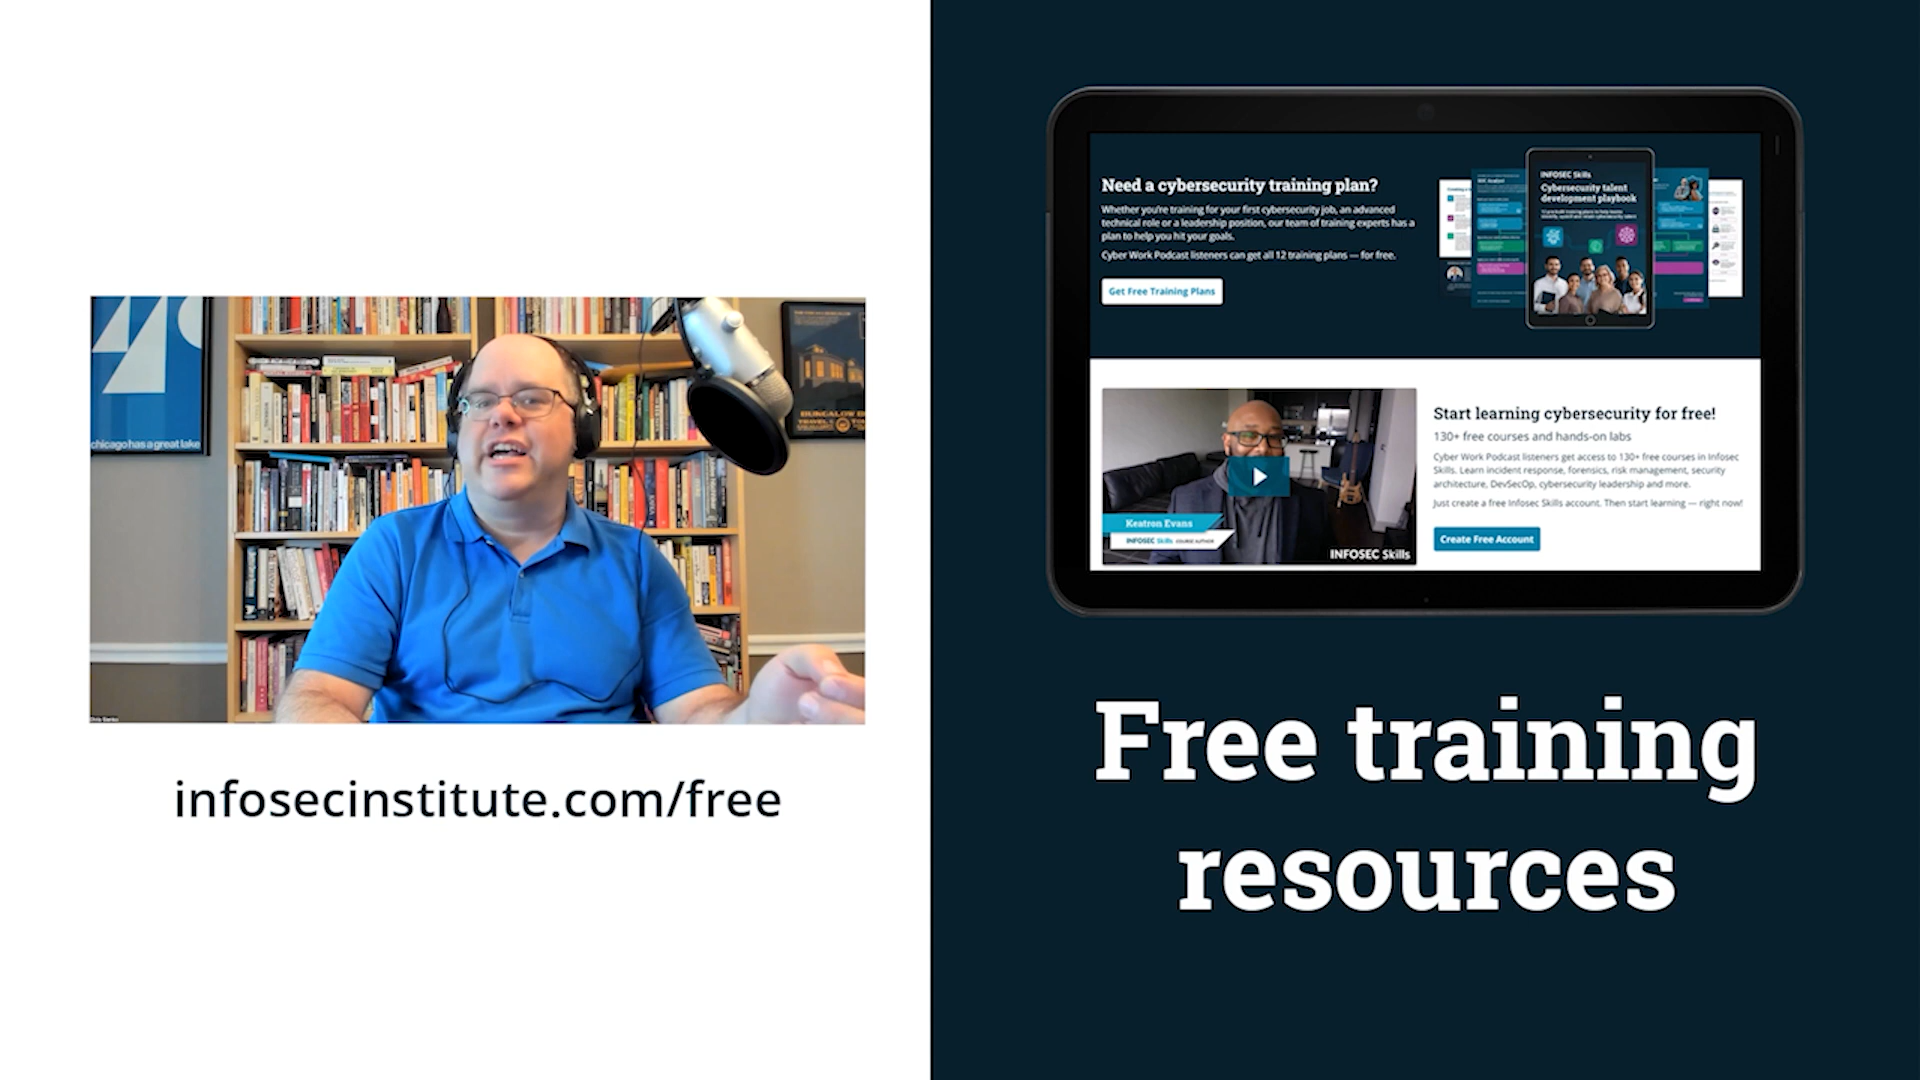 chicago has a great lake
infosecinstitute.com/free
Need a cybersecurity training plan?
Whether you're training for your first cybersecurity job, an advanced
technical role or a leadership position, our team of training experts has a
plan to help you hit your goals.
Cyber Work Podcast listeners can get all 12 training plans — for free.
Get Free Training Plans
INFOSEC Skills
Cybersecurity talent
development playbook
Keatron Evans
INFOSEC Skills COURSE AUTHOR
INFOSEC Skills
Start learning cybersecurity for free!
130+ free courses and hands-on labs
Cyber Work Podcast listeners get access to 130+ free courses in Infosec
Skills. Learn incident response, forensics, risk management, security
architecture, DevSecOp, cybersecurity leadership and more.
Just create a free Infosec Skills account. Then start learning — right now!
Create Free Account
Free training
resources